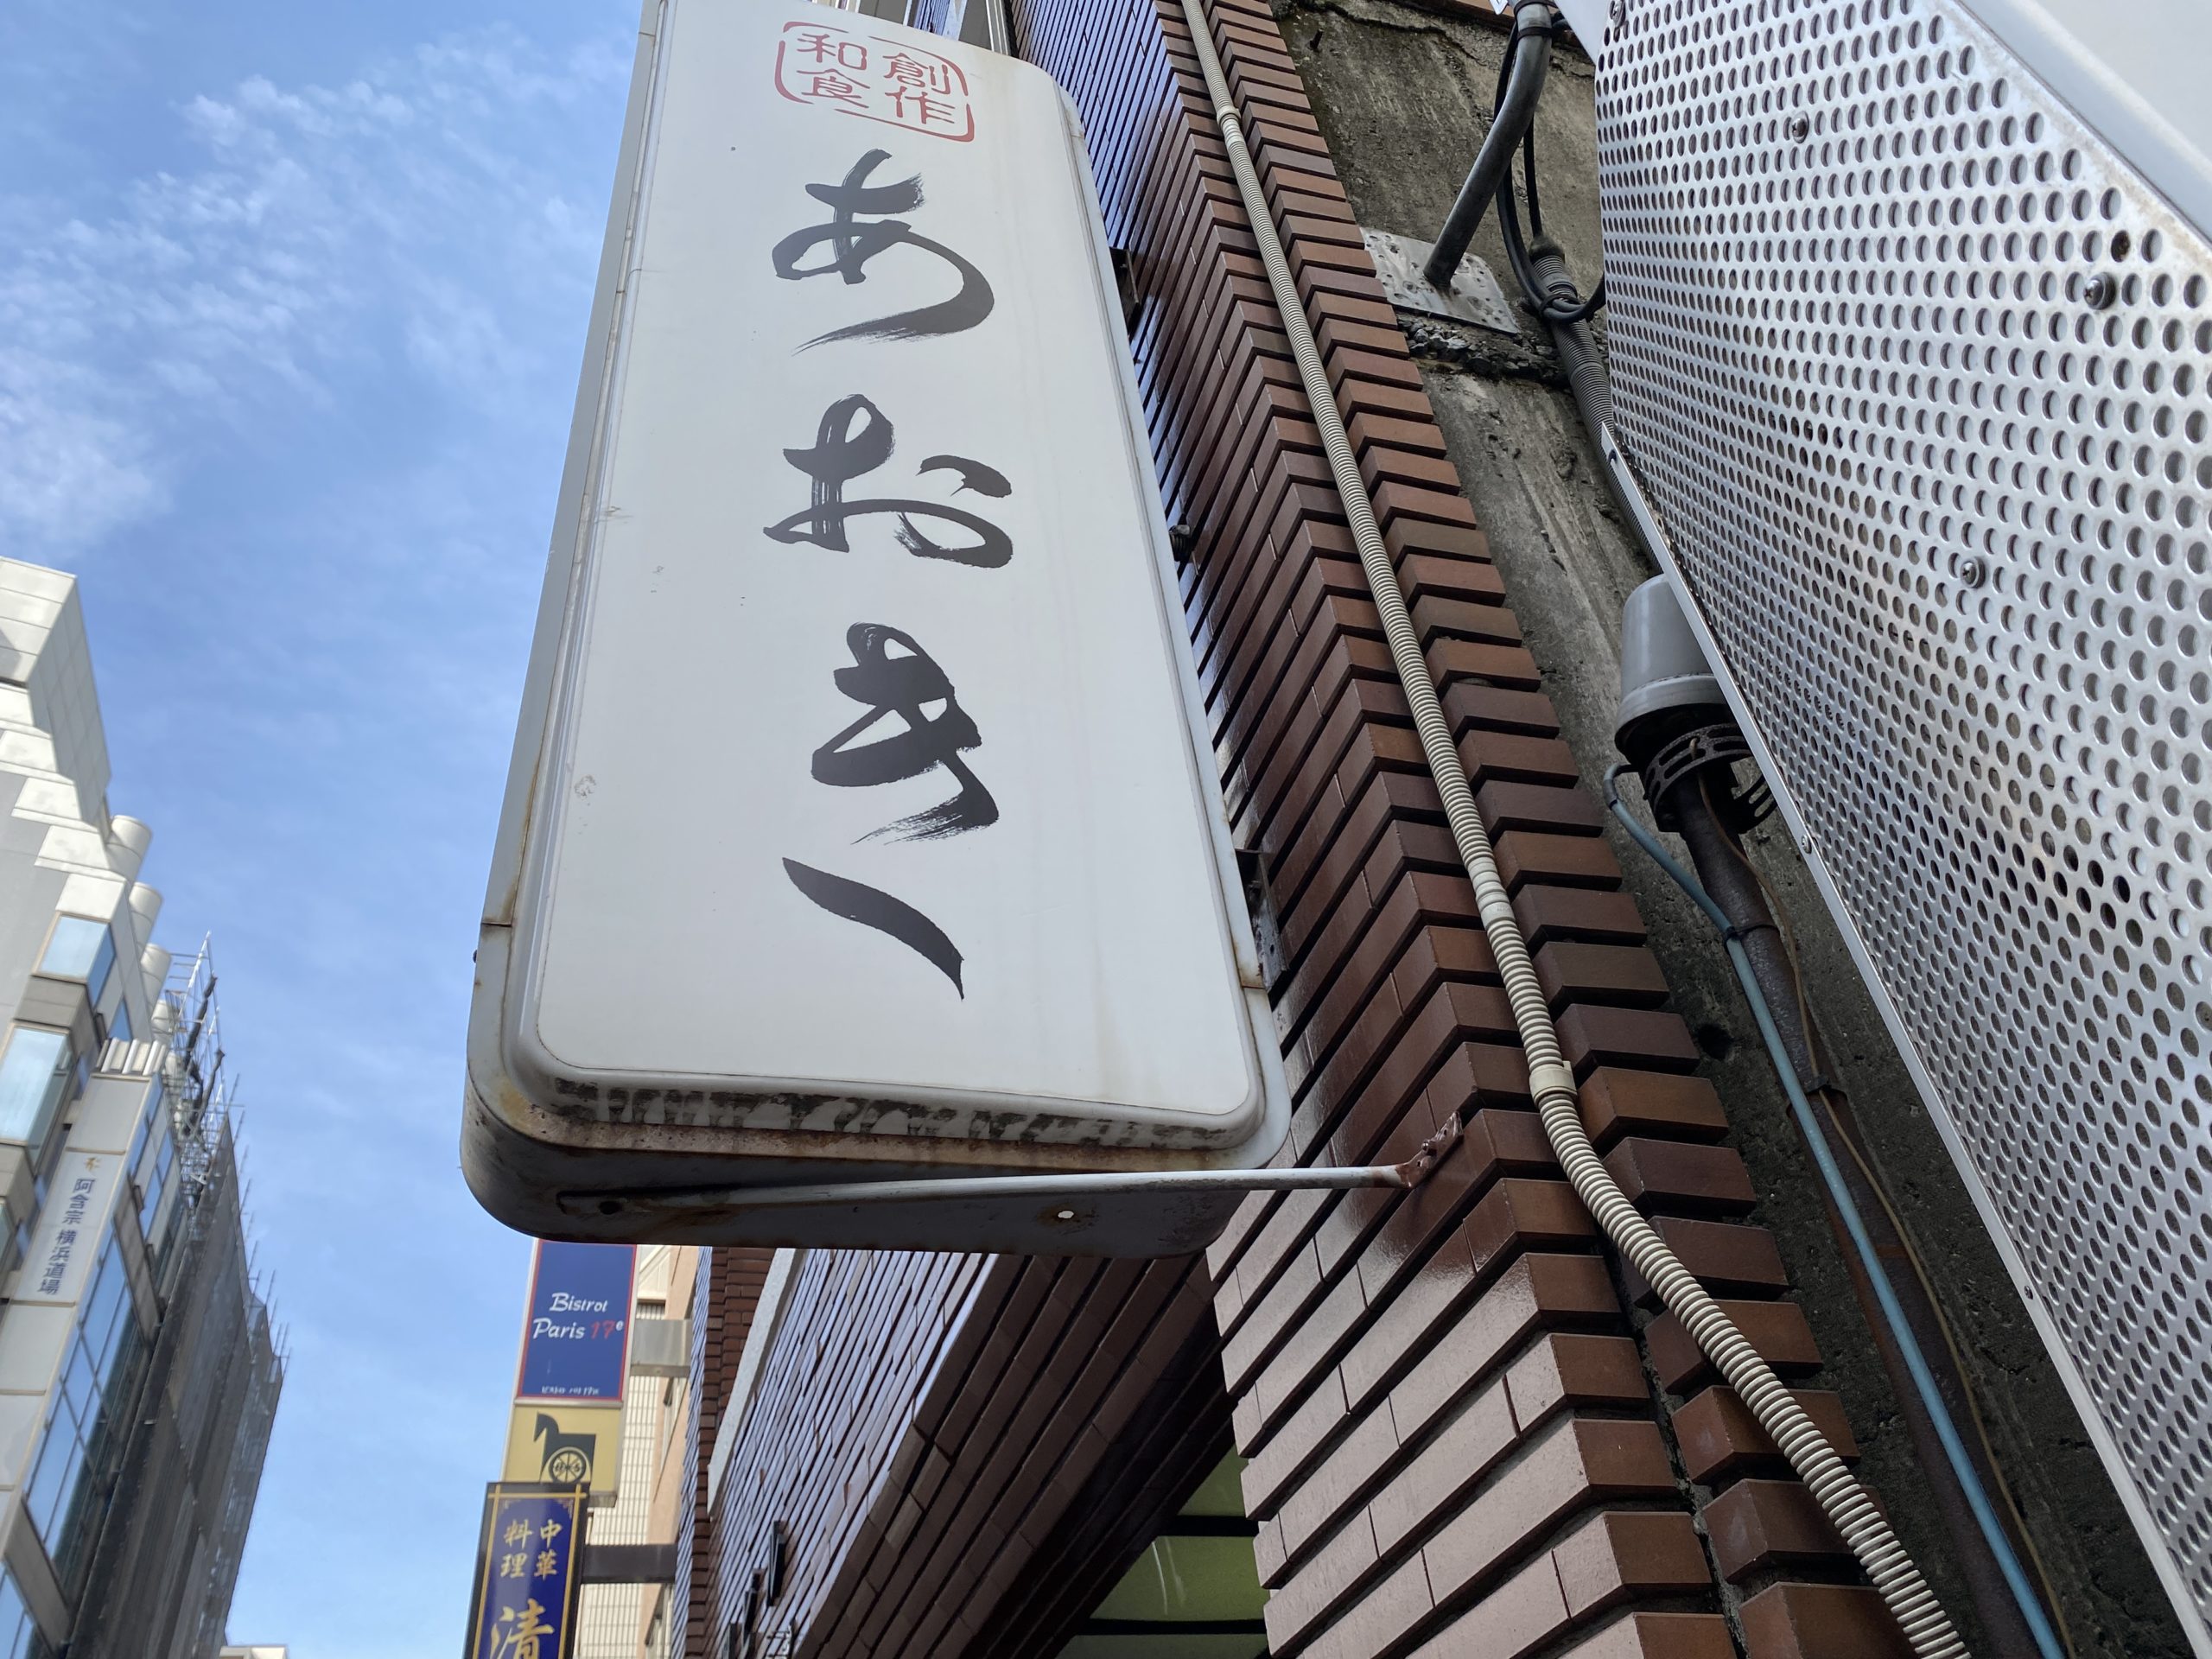 創作
和食
あおき
阿含宗 横浜道場
Bistrot
Paris 17e
中華
料理
清